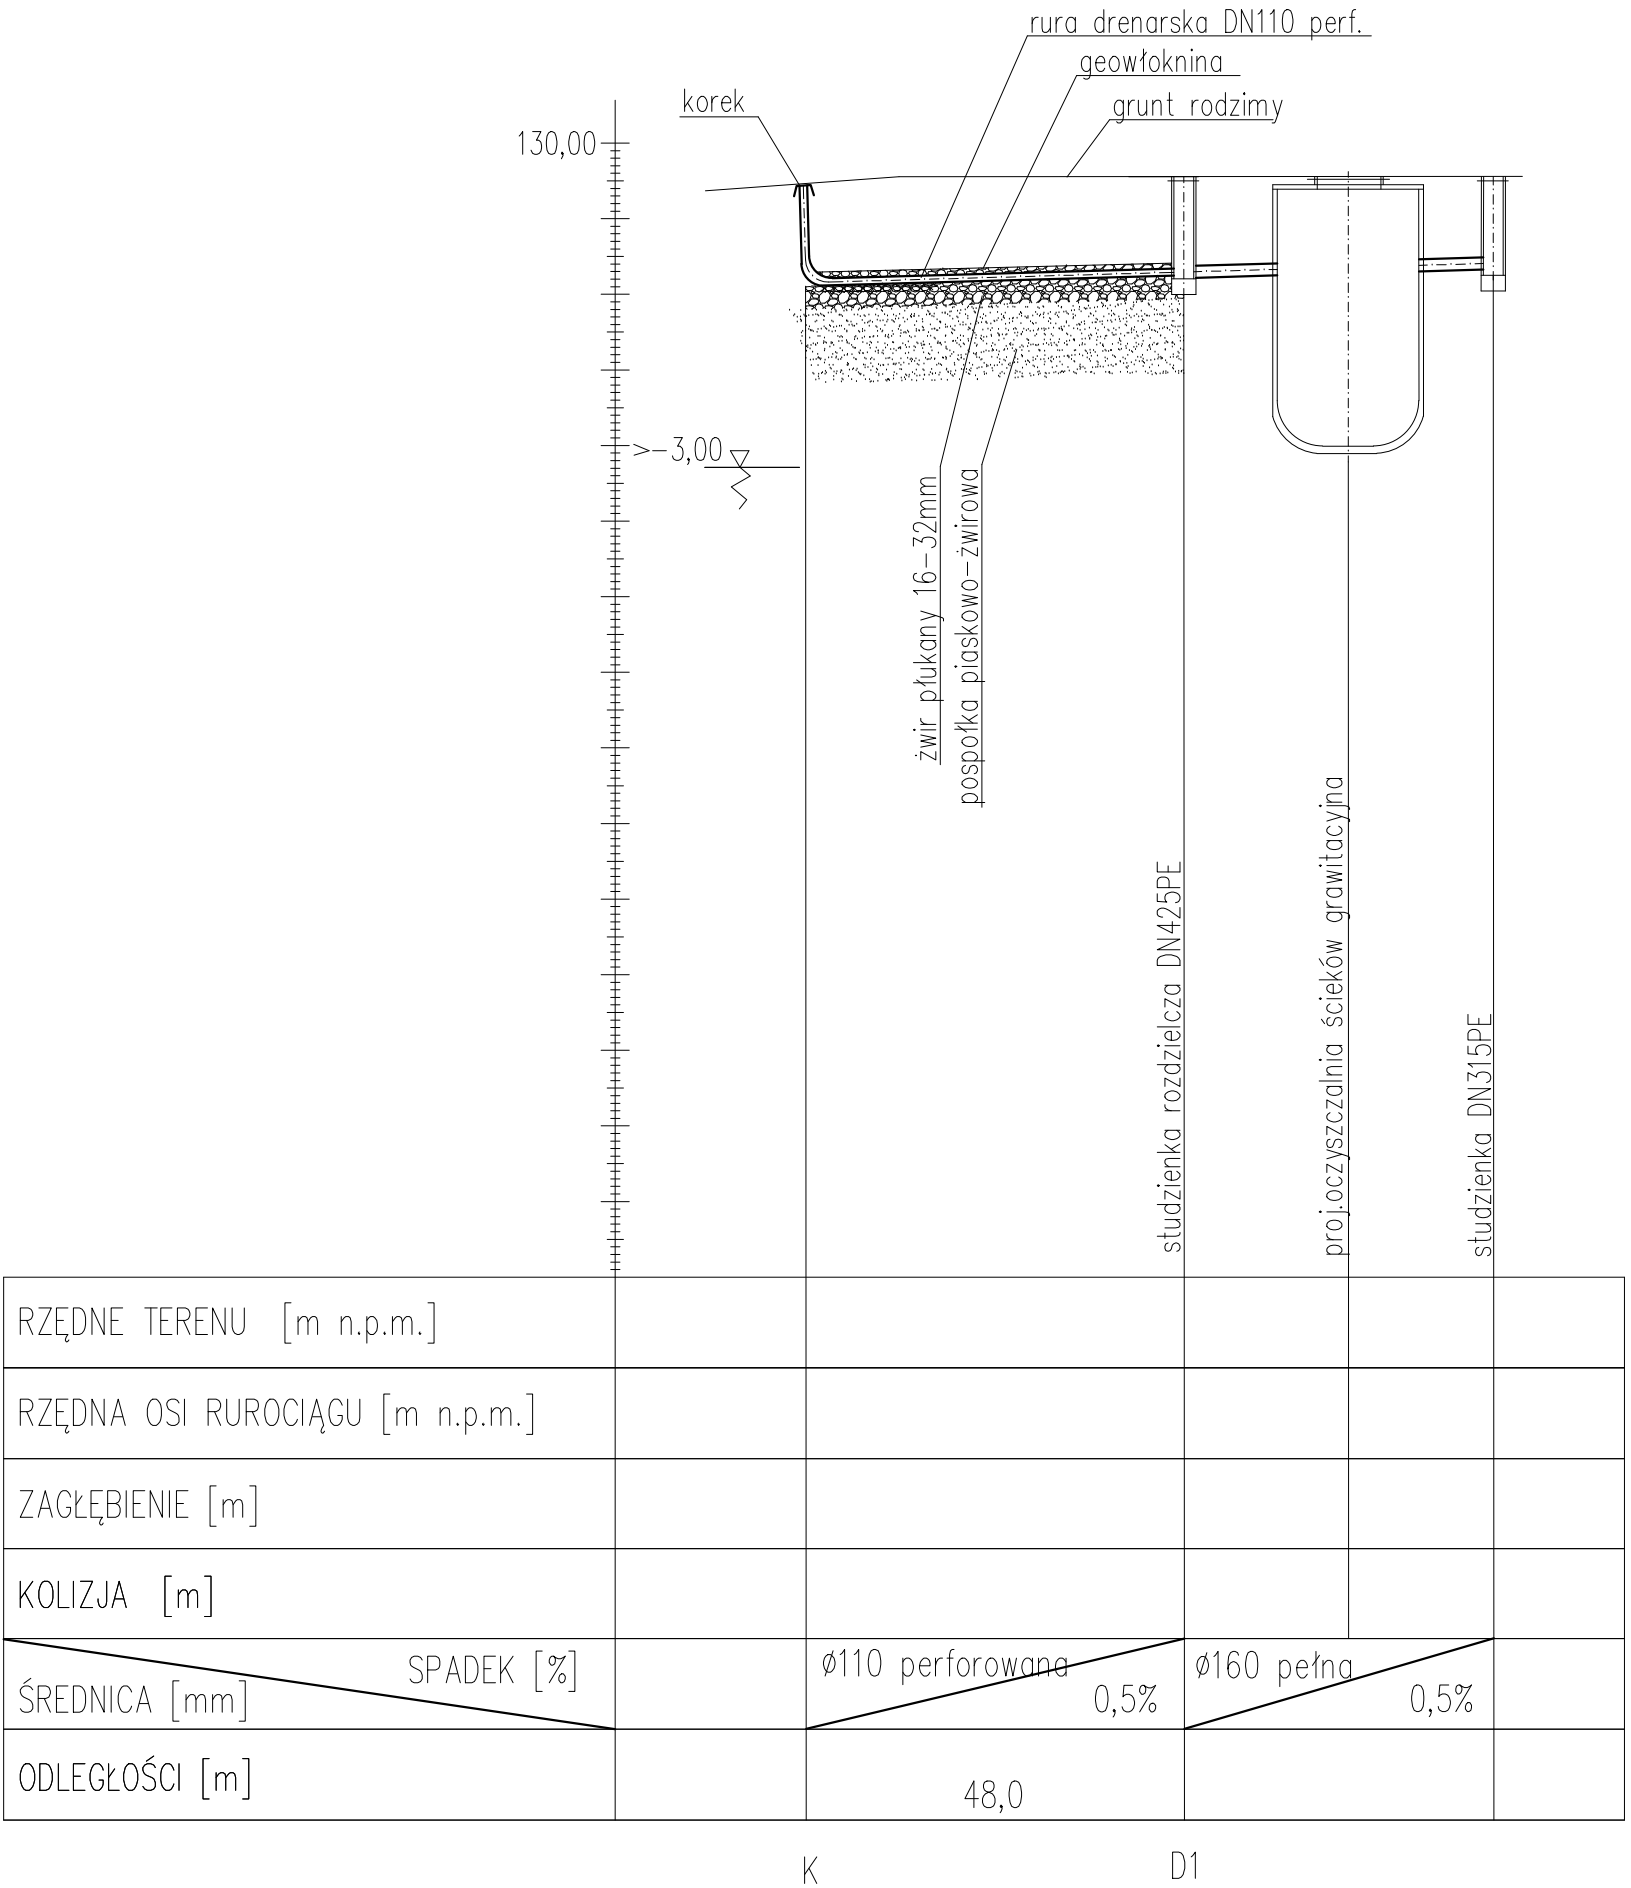 rura drenarska DN110 perf.
geowłoknina
korek
grunt rodzimy
130,00
>-3,00
żwir płukany 16-32mm
pospołka piaskowo-żwirowa
studzienka rozdzielcza DN425PE
proj.oczyszczalnia ścieków grawitacyjna
studzienka DN315PE
RZĘDNE TERENU [m n.p.m.]
RZĘDNA OSI RUROCIĄGU [m n.p.m.]
ZAGŁĘBIENIE [m]
KOLIZJA [m]
SPADEK [%]
ŚREDNICA [mm]
ø110 perforowana
0,5%
ø160 pełna
0,5%
ODLEGŁOŚCI [m]
48,0
K
D1